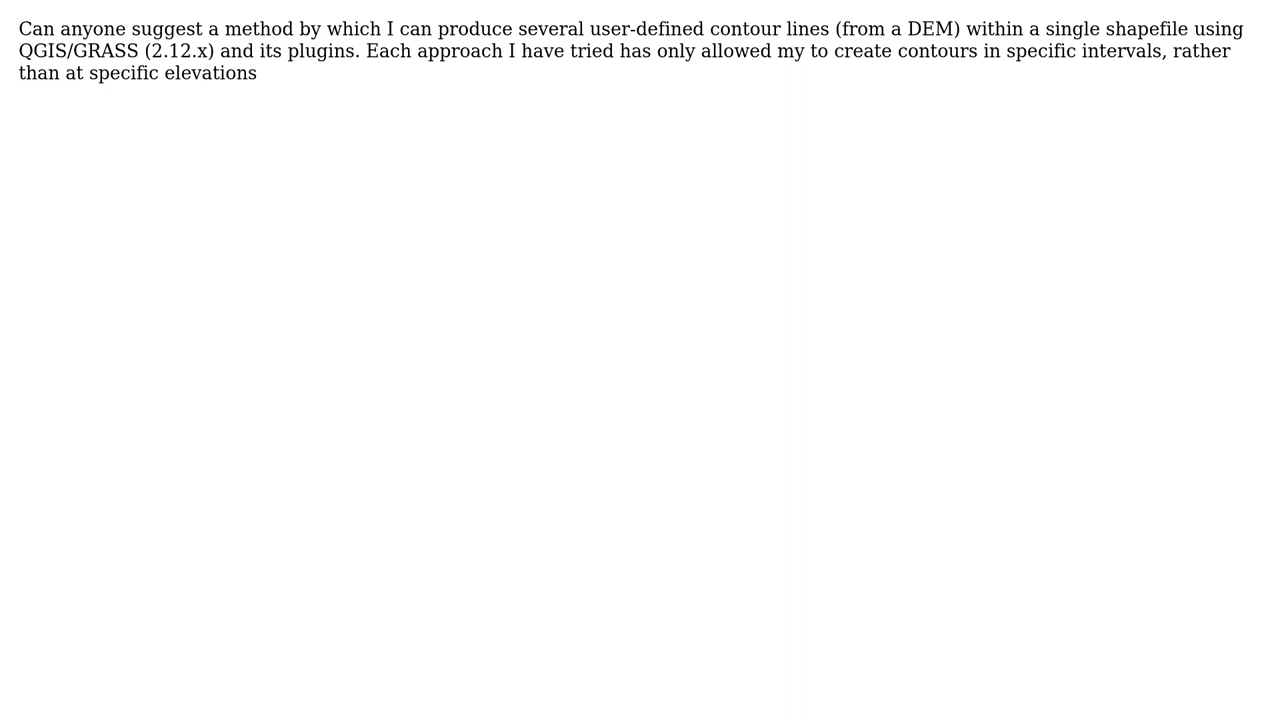 Can anyone suggest a method by which I can produce several user-defined contour lines (from a DEM) within a single shapefile using
QGIS/GRASS (2.12.x) and its plugins. Each approach I have tried has only allowed my to create contours in specific intervals, rather
than at specific elevations